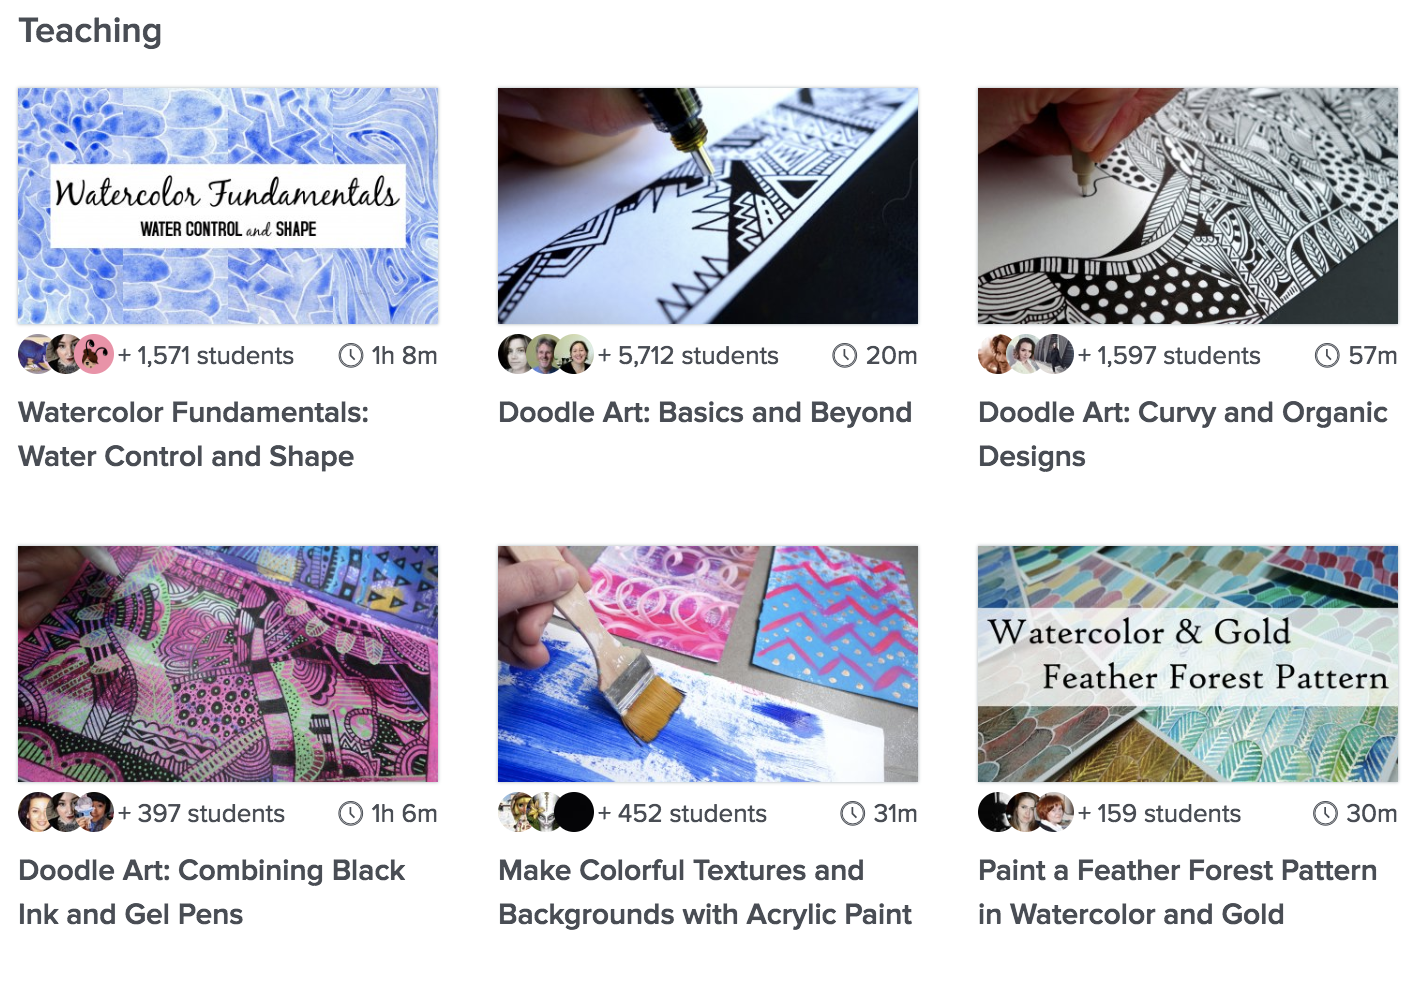 Teaching
Watercolor Fundamentals
WATER CONTROL and SHAPE
+ 1,571 students 1h 8m
Watercolor Fundamentals:
Water Control and Shape
+ 5,712 students 20m
Doodle Art: Basics and Beyond
+ 1,597 students 57m
Doodle Art: Curvy and Organic
Designs
+ 397 students 1h 6m
Doodle Art: Combining Black
Ink and Gel Pens
+ 452 students 31m
Make Colorful Textures and
Backgrounds with Acrylic Paint
Watercolor & Gold
Feather Forest Pattern
+ 159 students 30m
Paint a Feather Forest Pattern
in Watercolor and Gold